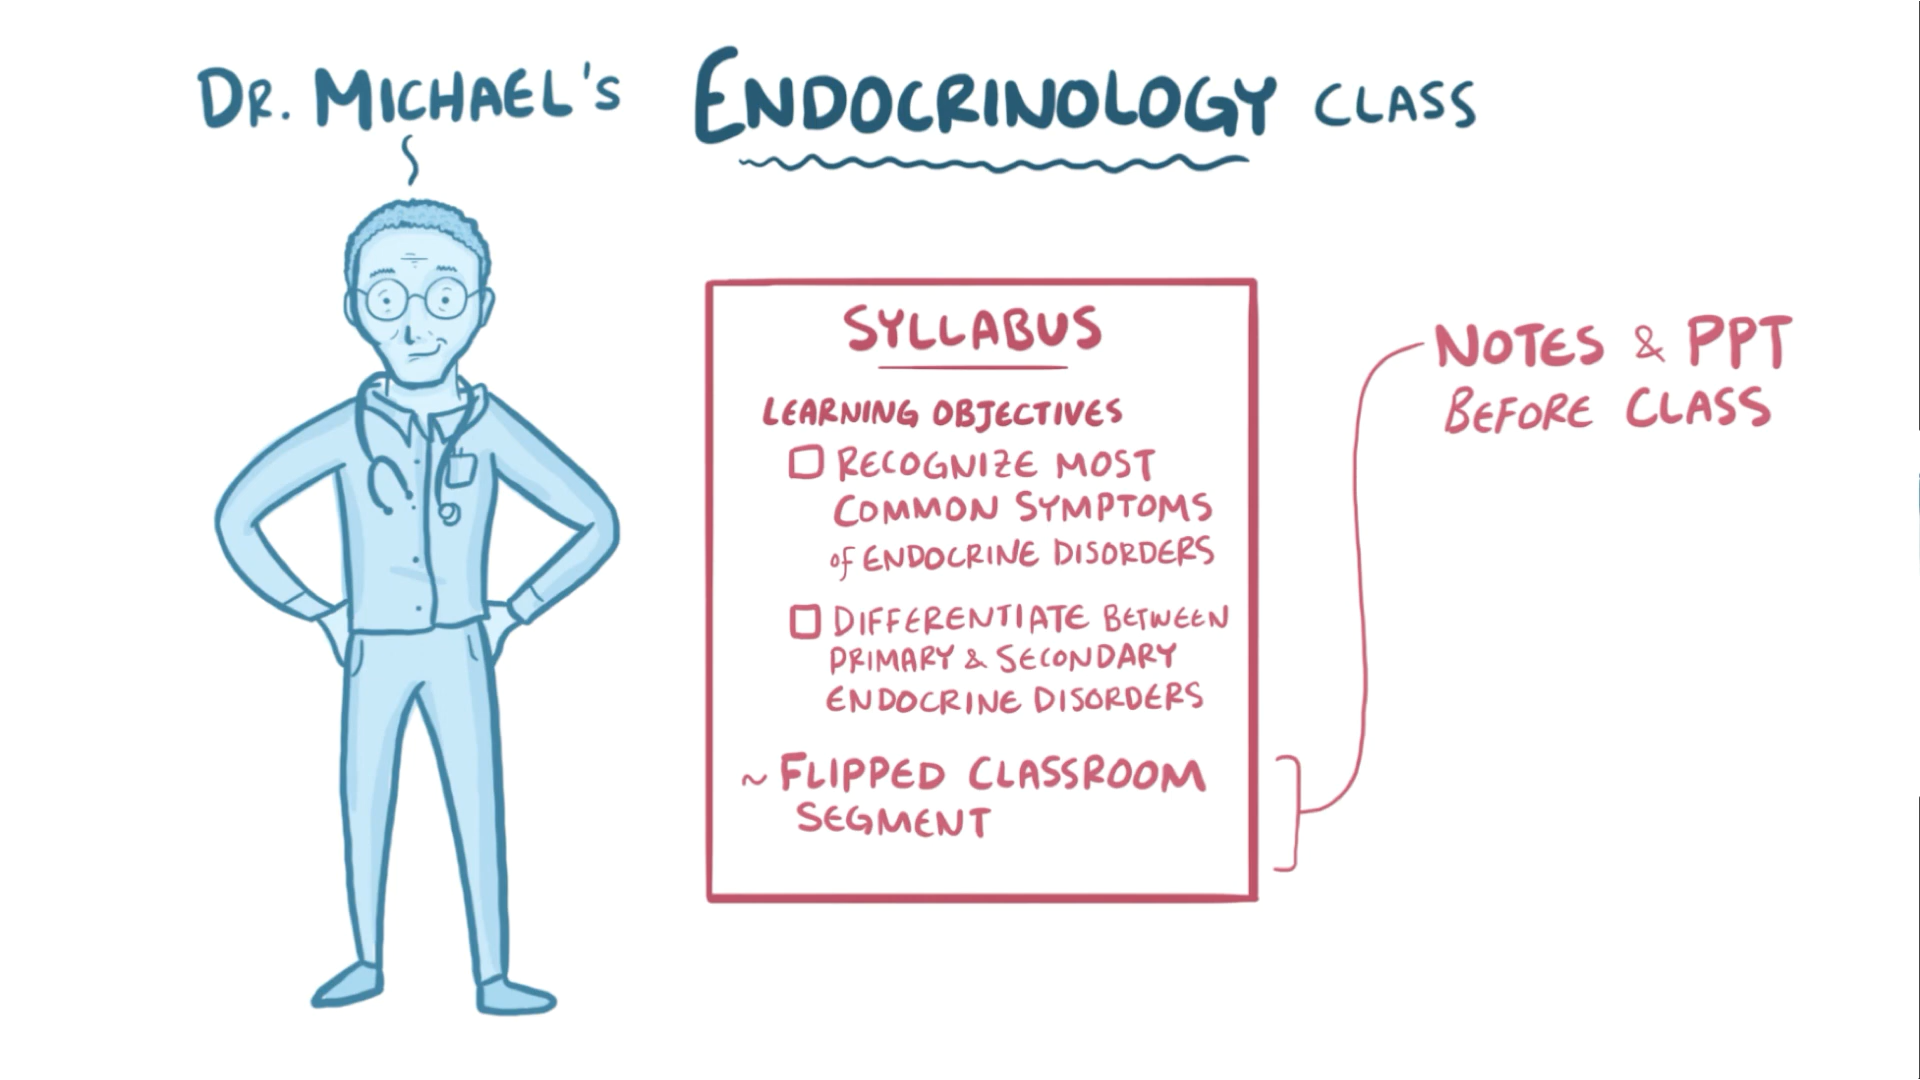 DR. MICHAEL'S ENDOCRINOLOGY CLASS
SYLLABUS
LEARNING OBJECTIVES
RECOGNIZE MOST
COMMON SYMPTOMS
of ENDOCRINE DISORDERS
DIFFERENTIATE BETWEEN
PRIMARY & SECONDARY
ENDOCRINE DISORDERS
~ FLIPPED CLASSROOM
SEGMENT
NOTES & PPT
BEFORE CLASS